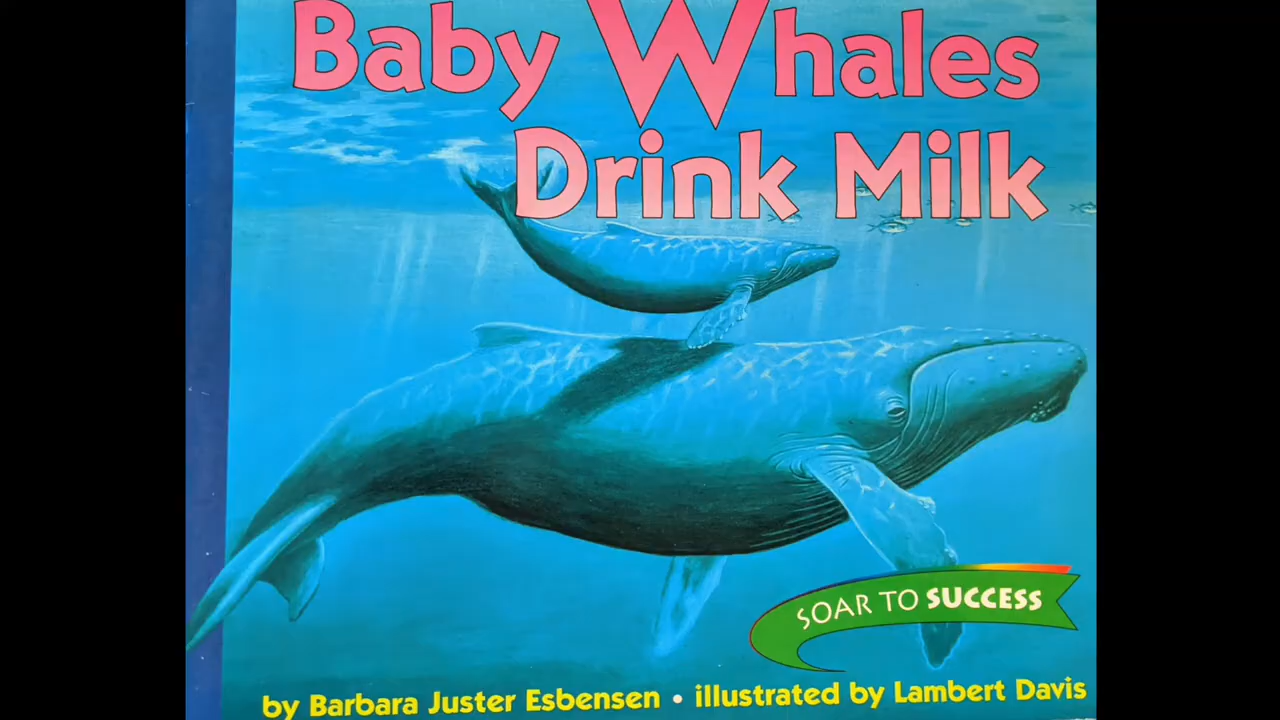 Baby Whales
Drink Milk
SOAR TO SUCCESS
by Barbara Juster Esbensen • illustrated by Lambert Davis